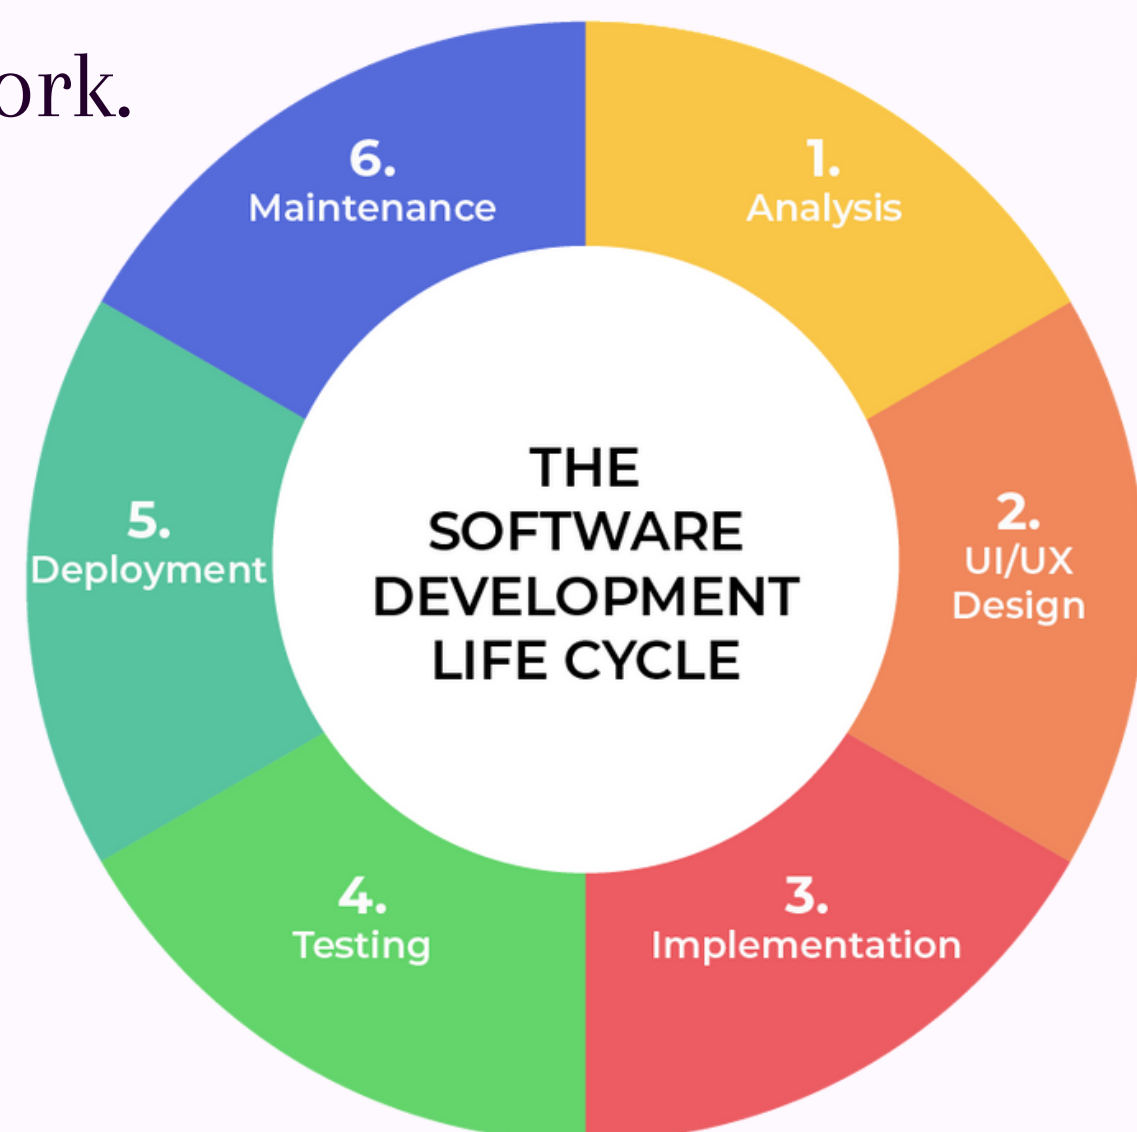 ork.
1.
Analysis
2.
UI/UX
Design
3.
Implementation
4.
Testing
5.
Deployment
6.
Maintenance
THE
SOFTWARE
DEVELOPMENT
LIFE CYCLE